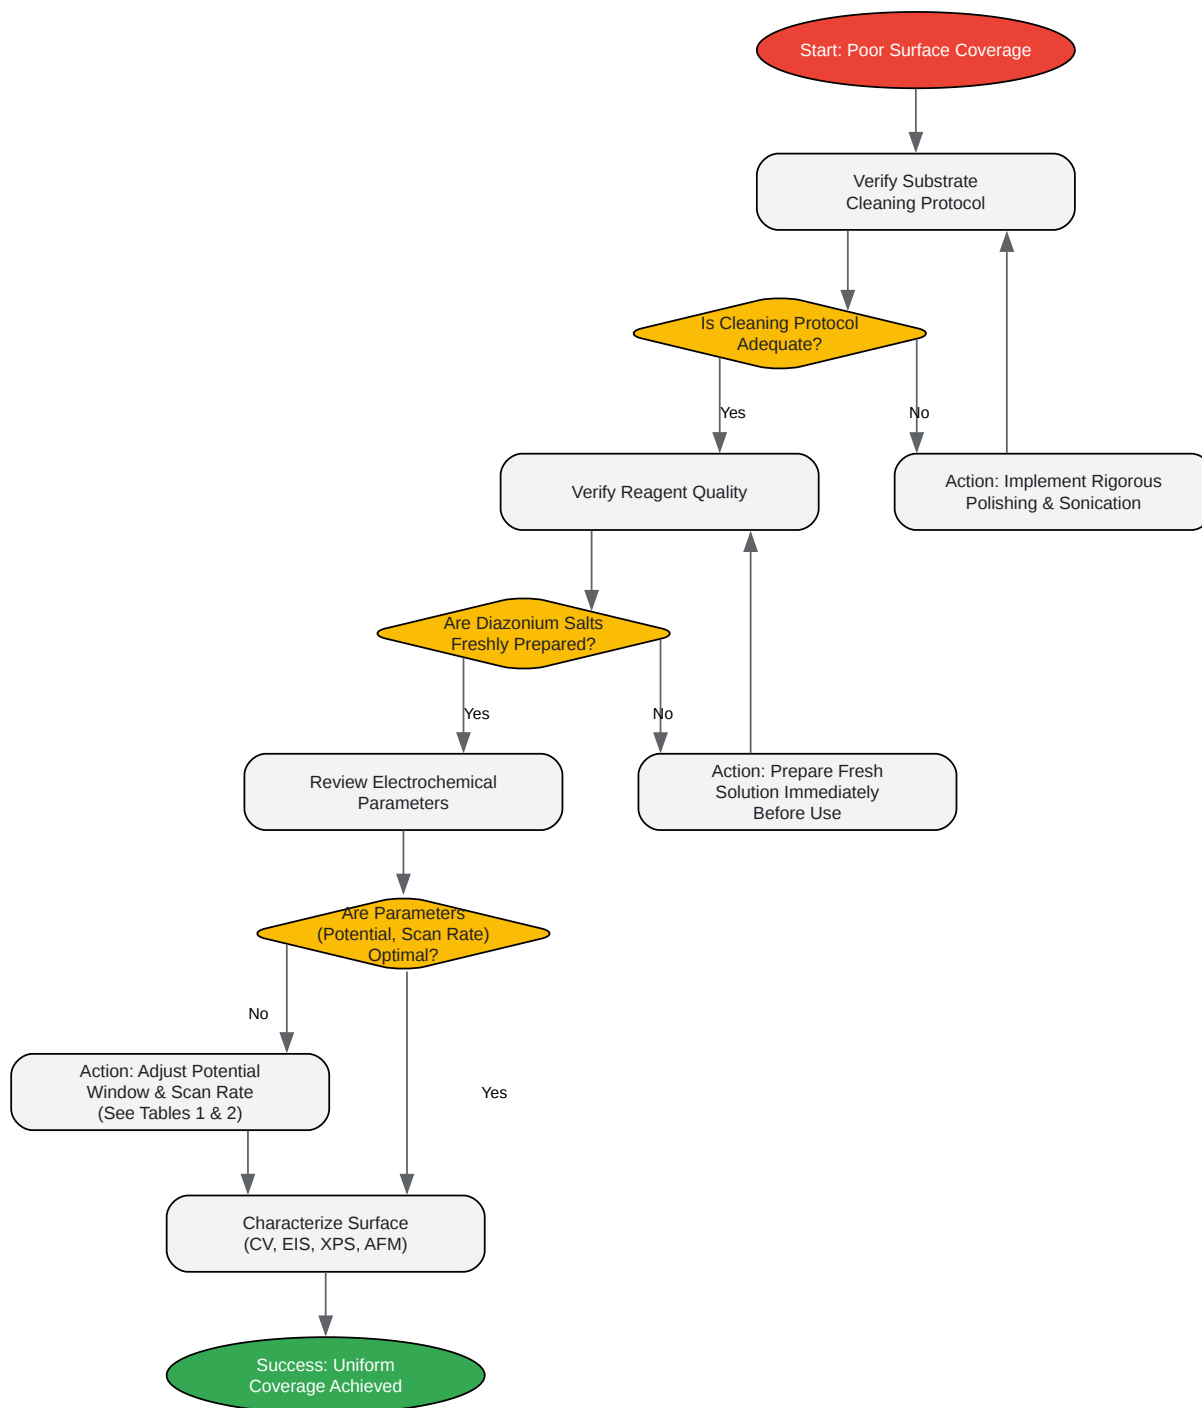 Start: Poor Surface Coverage
Verify Substrate
Cleaning Protocol
Is Cleaning Protocol
Adequate?
Yes
No
Verify Reagent Quality
Action: Implement Rigorous
Polishing & Sonication
Are Diazonium Salts
Freshly Prepared?
Yes
No
Review Electrochemical
Parameters
Action: Prepare Fresh
Solution Immediately
Before Use
Are Parameters
(Potential, Scan Rate)
Optimal?
No
Action: Adjust Potential
Window & Scan Rate
(See Tables 1 & 2)
Yes
Characterize Surface
(CV, EIS, XPS, AFM)
Success: Uniform
Coverage Achieved